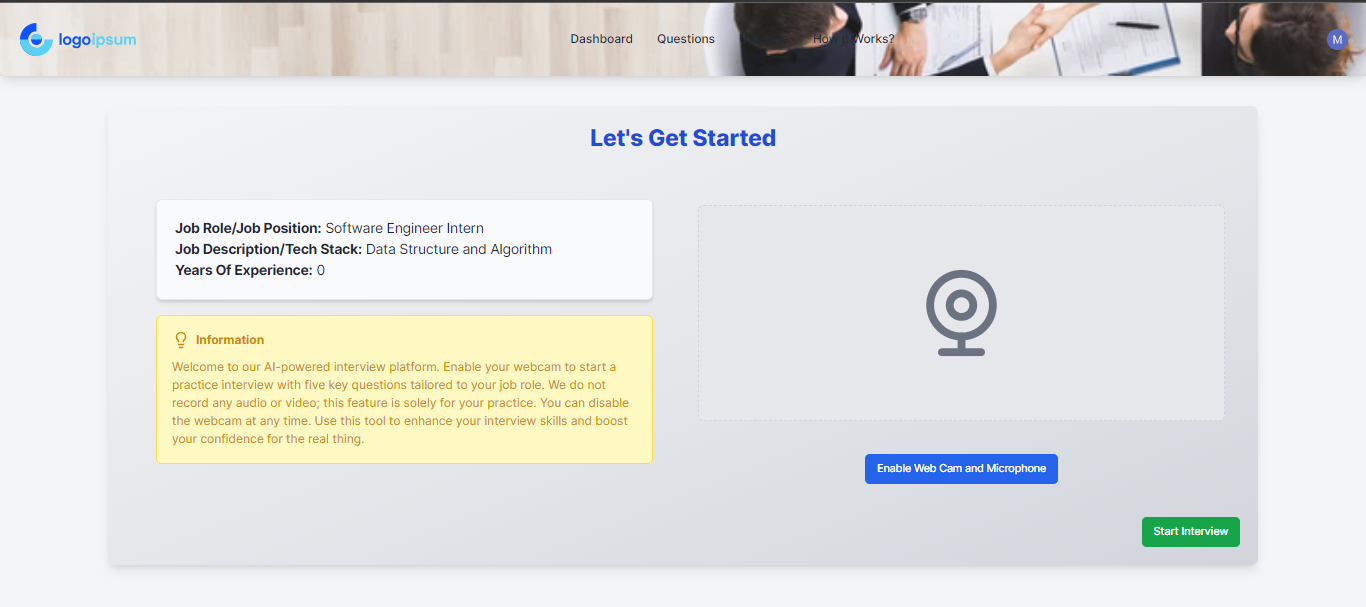 logoipsum
Dashboard
Questions
How it Works?
M
Let's Get Started
Job Role/Job Position: Software Engineer Intern
Job Description/Tech Stack: Data Structure and Algorithm
Years Of Experience: 0
Information
Welcome to our AI-powered interview platform. Enable your webcam to start a
practice interview with five key questions tailored to your job role. We do not
record any audio or video; this feature is solely for your practice. You can disable
the webcam at any time. Use this tool to enhance your interview skills and boost
your confidence for the real thing.
Enable Web Cam and Microphone
Start Interview